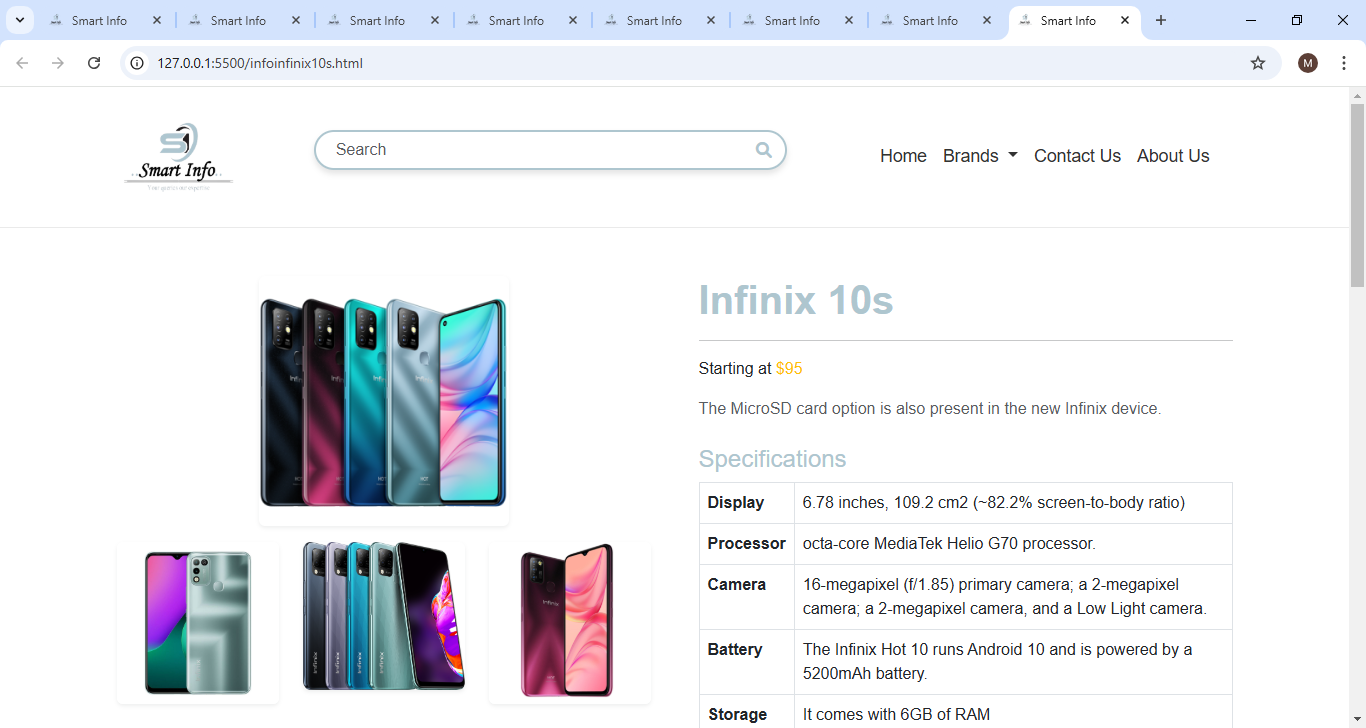 Smart Info
Smart Info
Smart Info
Smart Info
Smart Info
Smart Info
Smart Info
Smart Info
127.0.0.1:5500/infoinfinix10s.html
M
Smart Info
Search
Home Brands Contact Us About Us
Infinix 10s
Starting at $95
The MicroSD card option is also present in the new Infinix device.
Specifications
Display 6.78 inches, 109.2 cm2 (~82.2% screen-to-body ratio)
Processor octa-core MediaTek Helio G70 processor.
Camera 16-megapixel (f/1.85) primary camera; a 2-megapixel
camera; a 2-megapixel camera, and a Low Light camera.
Battery The Infinix Hot 10 runs Android 10 and is powered by a
5200mAh battery.
Storage It comes with 6GB of RAM